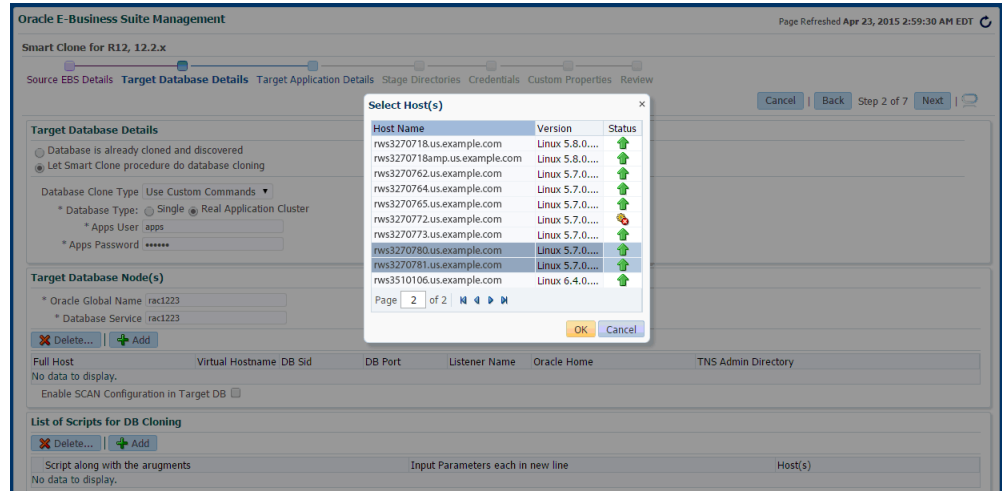 Oracle E-Business Suite Management
Page Refreshed Apr 23, 2015 2:59:30 AM EDT
Smart Clone for R12, 12.2.x
Source EBS Details Target Database Details Target Application Details Stage Directories Credentials Custom Properties Review
Cancel | Back Step 2 of 7 Next |
Target Database Details
Database is already cloned and discovered
Let Smart Clone procedure do database cloning
Database Clone Type Use Custom Commands
* Database Type: Single Real Application Cluster
* Apps User apps
* Apps Password ••••••
Select Host(s) ×
Host Name Version Status
rws3270718.us.example.com Linux 5.8.0....
rws3270718amp.us.example.com Linux 5.8.0....
rws3270762.us.example.com Linux 5.7.0....
rws3270764.us.example.com Linux 5.7.0....
rws3270765.us.example.com Linux 5.7.0....
rws3270772.us.example.com Linux 5.7.0....
rws3270773.us.example.com Linux 5.7.0....
rws3270780.us.example.com Linux 5.7.0....
rws3270781.us.example.com Linux 5.7.0....
rws3510106.us.example.com Linux 6.4.0....
Page 2 of 2
OK Cancel
Target Database Node(s)
* Oracle Global Name rac1223
* Database Service rac1223
Delete... | Add
Full Host Virtual Hostname DB Sid DB Port Listener Name Oracle Home TNS Admin Directory
No data to display.
Enable SCAN Configuration in Target DB
List of Scripts for DB Cloning
Delete... | Add
Script along with the arugments Input Parameters each in new line Host(s)
No data to display.